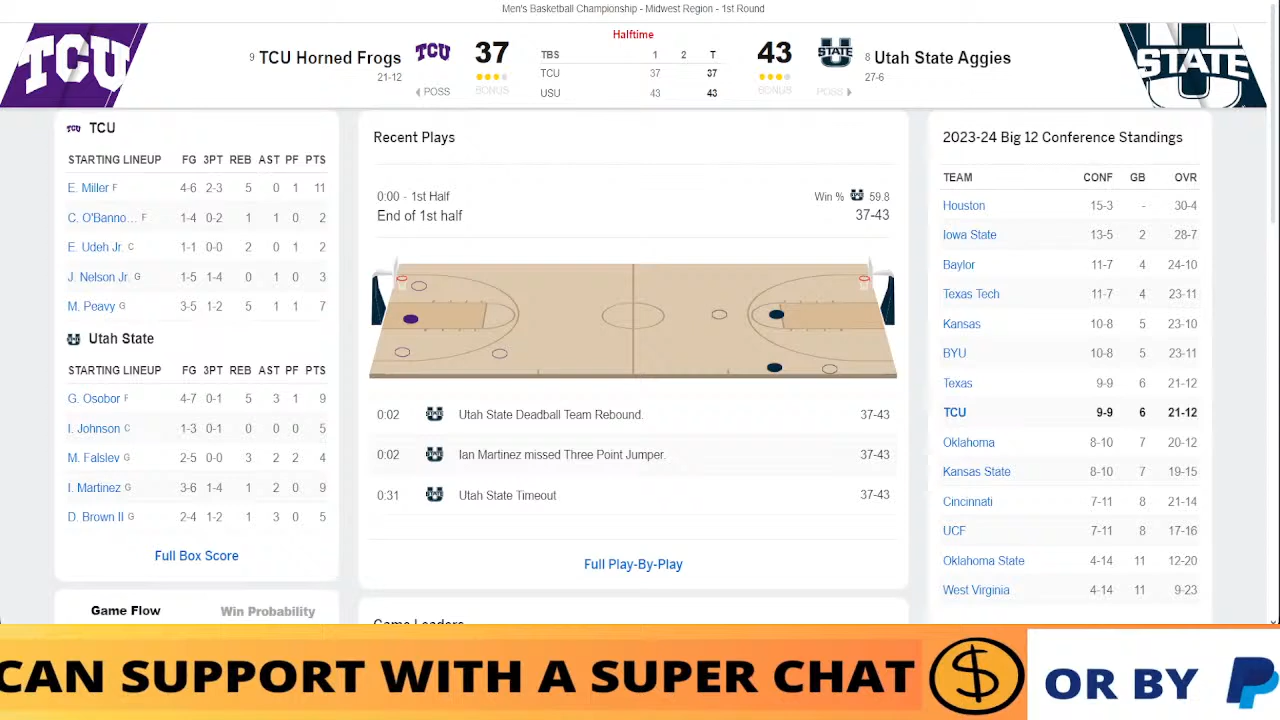 Men's Basketball Championship - Midwest Region - 1st Round
TCU
9 TCU Horned Frogs
21-12
TCU
37
BONUS
POSS
Halftime
TBS 1 2 T
TCU 37 37
USU 43 43
43
BONUS
STATE
POSS
8 Utah State Aggies
27-6
STATE
TCU TCU
STARTING LINEUP FG 3PT REB AST PF PTS
E. Miller F 4-6 2-3 5 0 1 11
C. O'Banno... F 1-4 0-2 1 1 0 2
E. Udeh Jr. C 1-1 0-0 2 0 1 2
J. Nelson Jr. G 1-5 1-4 0 1 0 3
M. Peavy G 3-5 1-2 5 1 1 7
Utah State
STARTING LINEUP FG 3PT REB AST PF PTS
G. Osobor F 4-7 0-1 5 3 1 9
I. Johnson C 1-3 0-1 0 0 0 5
M. Falslev G 2-5 0-0 3 2 2 4
I. Martinez G 3-6 1-4 1 2 0 9
D. Brown II G 2-4 1-2 1 3 0 5
Full Box Score
Game Flow Win Probability
Recent Plays
0:00 - 1st Half Win % 59.8
End of 1st half 37-43
0:02 Utah State Deadball Team Rebound. 37-43
0:02 Ian Martinez missed Three Point Jumper. 37-43
0:31 Utah State Timeout 37-43
Full Play-By-Play
Game Leaders
2023-24 Big 12 Conference Standings
TEAM CONF GB OVR
Houston 15-3 - 30-4
Iowa State 13-5 2 28-7
Baylor 11-7 4 24-10
Texas Tech 11-7 4 23-11
Kansas 10-8 5 23-10
BYU 10-8 5 23-11
Texas 9-9 6 21-12
TCU 9-9 6 21-12
Oklahoma 8-10 7 20-12
Kansas State 8-10 7 19-15
Cincinnati 7-11 8 21-14
UCF 7-11 8 17-16
Oklahoma State 4-14 11 12-20
West Virginia 4-14 11 9-23
CAN SUPPORT WITH A SUPER CHAT $ OR BY